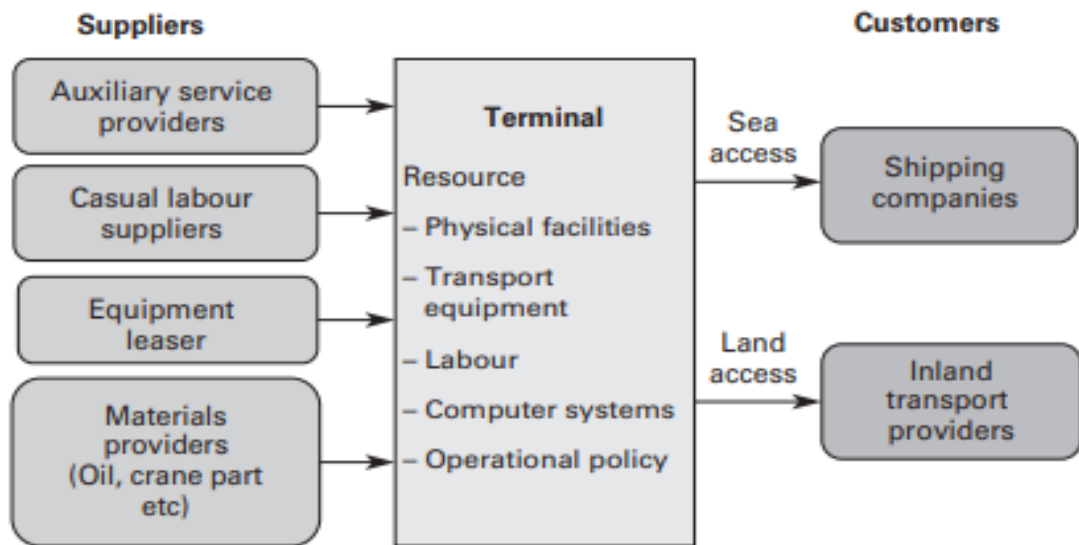 Suppliers
Auxiliary service
providers
Casual labour
suppliers
Equipment
leaser
Materials
providers
(Oil, crane part
etc)
Terminal
Resource
– Physical facilities
– Transport
equipment
– Labour
– Computer systems
– Operational policy
Customers
Sea
access
Shipping
companies
Land
access
Inland
transport
providers